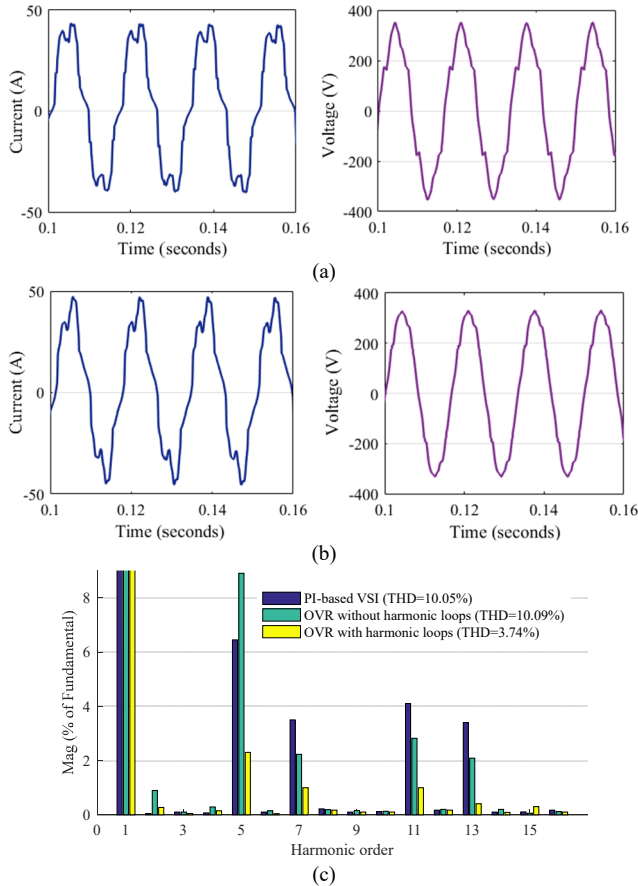 50
0
-50
Current (A)
0.1 0.12 0.14 0.16
Time (seconds)
400
200
0
-200
-400
Voltage (V)
0.1 0.12 0.14 0.16
Time (seconds)
(a)
50
0
-50
Current (A)
0.1 0.12 0.14 0.16
Time (seconds)
400
200
0
-200
-400
Voltage (V)
0.1 0.12 0.14 0.16
Time (seconds)
(b)
8
6
4
2
0
Mag (% of Fundamental)
PI-based VSI (THD=10.05%)
OVR without harmonic loops (THD=10.09%)
OVR with harmonic loops (THD=3.74%)
0 1 3 5 7 9 11 13 15
Harmonic order
(c)